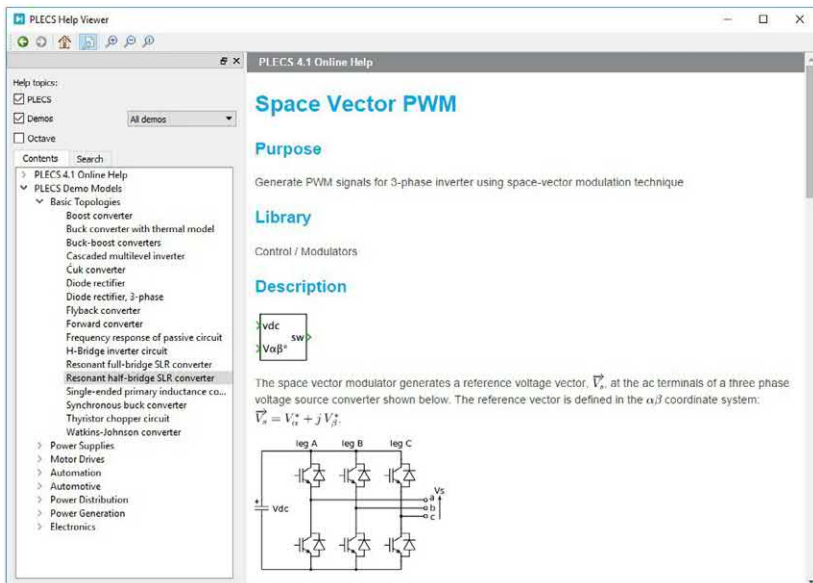 PLECS Help Viewer
PLECS 4.1 Online Help
Help topics:
PLECS
Demos
All demos
Octave
Contents
Search
PLECS 4.1 Online Help
PLECS Demo Models
Basic Topologies
Boost converter
Buck converter with thermal model
Buck-boost converters
Cascaded multilevel inverter
Ćuk converter
Diode rectifier
Diode rectifier, 3-phase
Flyback converter
Forward converter
Frequency response of passive circuit
H-Bridge inverter circuit
Resonant full-bridge SLR converter
Resonant half-bridge SLR converter
Single-ended primary inductance co...
Synchronous buck converter
Thyristor chopper circuit
Watkins-Johnson converter
Power Supplies
Motor Drives
Automation
Automotive
Power Distribution
Power Generation
Electronics
Space Vector PWM
Purpose
Generate PWM signals for 3-phase inverter using space-vector modulation technique
Library
Control / Modulators
Description
vdc
sw
Vαβ*
The space vector modulator generates a reference voltage vector, V⃗s, at the ac terminals of a three phase
voltage source converter shown below. The reference vector is defined in the αβ coordinate system:
V⃗s = V*α + j V*β.
leg A leg B leg C
Vs
a
+ Vdc
b
c